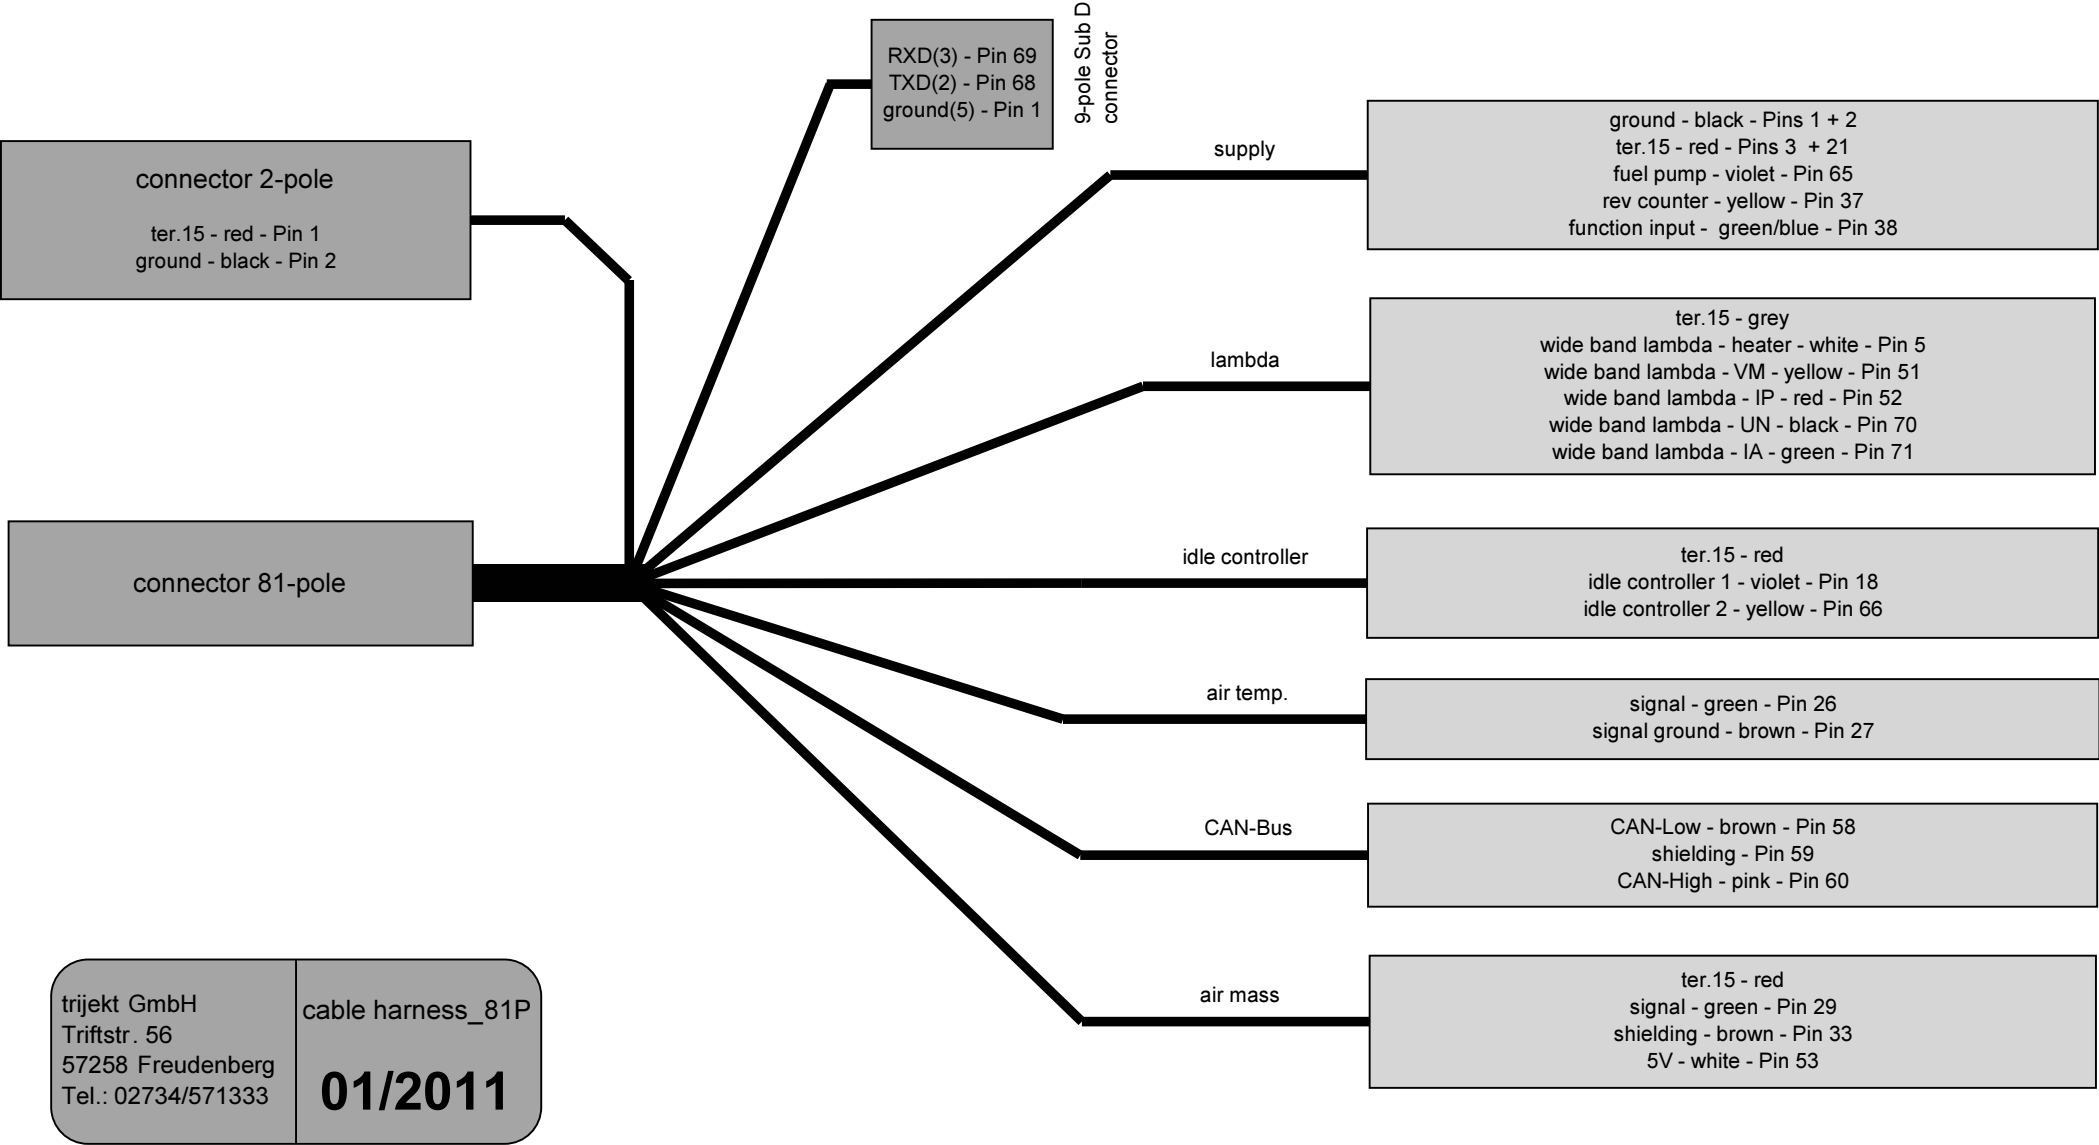 RXD(3) - Pin 69
TXD(2) - Pin 68
ground(5) - Pin 1
9-pole Sub D
connector
connector 2-pole
ter.15 - red - Pin 1
ground - black - Pin 2
supply
ground - black - Pins 1 + 2
ter.15 - red - Pins 3  + 21
fuel pump - violet - Pin 65
rev counter - yellow - Pin 37
function input -  green/blue - Pin 38
lambda
ter.15 - grey
wide band lambda - heater - white - Pin 5
wide band lambda - VM - yellow - Pin 51
wide band lambda - IP - red - Pin 52
wide band lambda - UN - black - Pin 70
wide band lambda - IA - green - Pin 71
connector 81-pole
idle controller
ter.15 - red
idle controller 1 - violet - Pin 18
idle controller 2 - yellow - Pin 66
air temp.
signal - green - Pin 26
signal ground - brown - Pin 27
CAN-Bus
CAN-Low - brown - Pin 58
shielding - Pin 59
CAN-High - pink - Pin 60
air mass
ter.15 - red
signal - green - Pin 29
shielding - brown - Pin 33
5V - white - Pin 53
trijekt GmbH
Triftstr. 56
57258 Freudenberg
Tel.: 02734/571333
cable harness_81P
01/2011